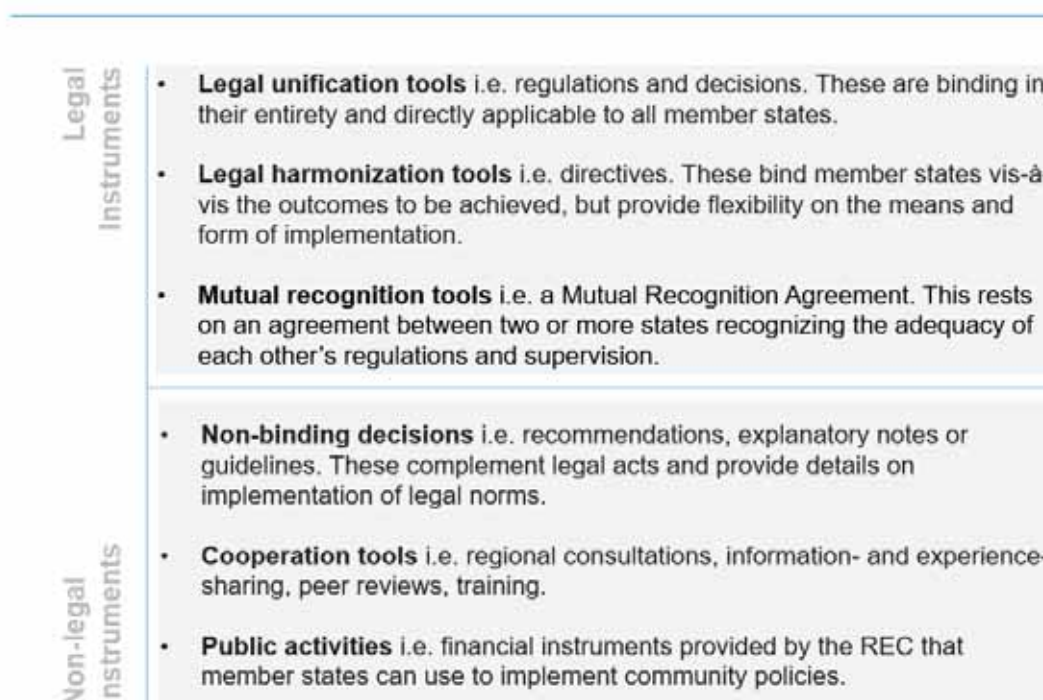 Legal
Instruments
• Legal unification tools i.e. regulations and decisions. These are binding in
their entirety and directly applicable to all member states.
• Legal harmonization tools i.e. directives. These bind member states vis-à
vis the outcomes to be achieved, but provide flexibility on the means and
form of implementation.
• Mutual recognition tools i.e. a Mutual Recognition Agreement. This rests
on an agreement between two or more states recognizing the adequacy of
each other’s regulations and supervision.
Non-legal
nstruments
• Non-binding decisions i.e. recommendations, explanatory notes or
guidelines. These complement legal acts and provide details on
implementation of legal norms.
• Cooperation tools i.e. regional consultations, information- and experience-
sharing, peer reviews, training.
• Public activities i.e. financial instruments provided by the REC that
member states can use to implement community policies.